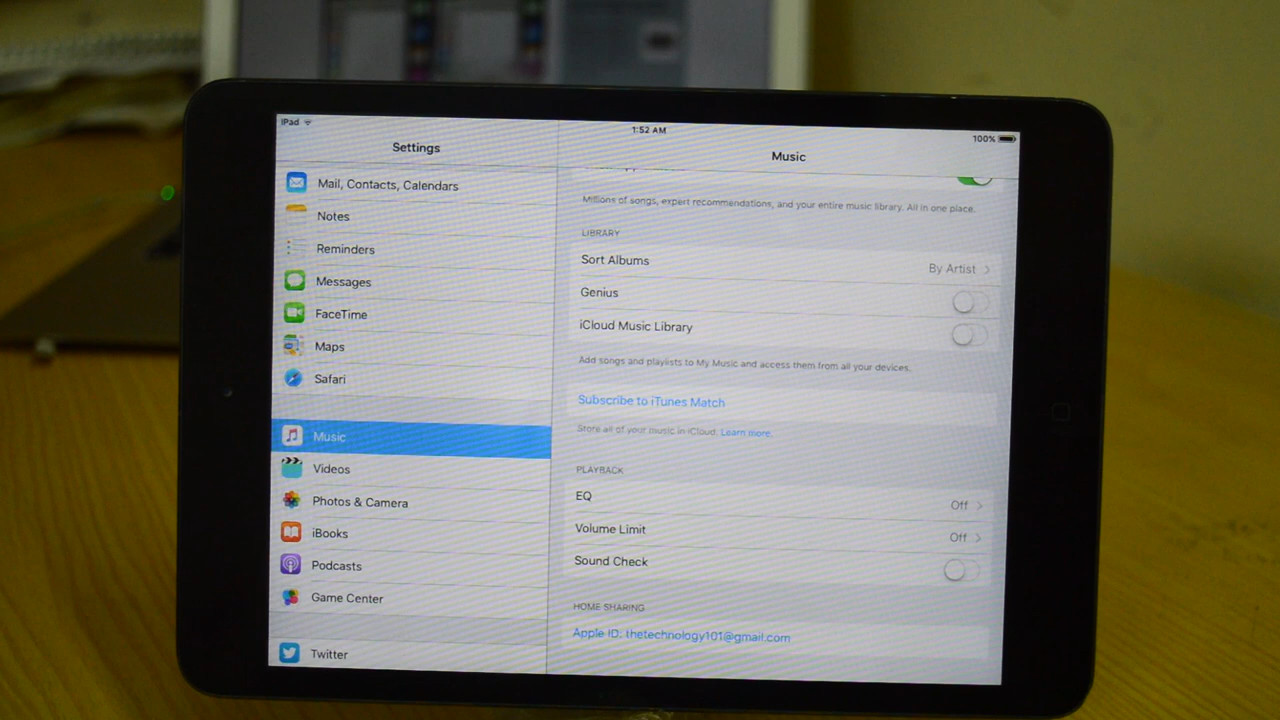 iPad
1:52 AM
100%
Settings
Music
Mail, Contacts, Calendars
Notes
Reminders
Messages
FaceTime
Maps
Safari
Music
Videos
Photos & Camera
iBooks
Podcasts
Game Center
Twitter
Millions of songs, expert recommendations, and your entire music library. All in one place.
LIBRARY
Sort Albums
By Artist
Genius
iCloud Music Library
Add songs and playlists to My Music and access them from all your devices.
Subscribe to iTunes Match
Store all of your music in iCloud. Learn more.
PLAYBACK
EQ
Off
Volume Limit
Off
Sound Check
HOME SHARING
Apple ID: thetechnology101@gmail.com